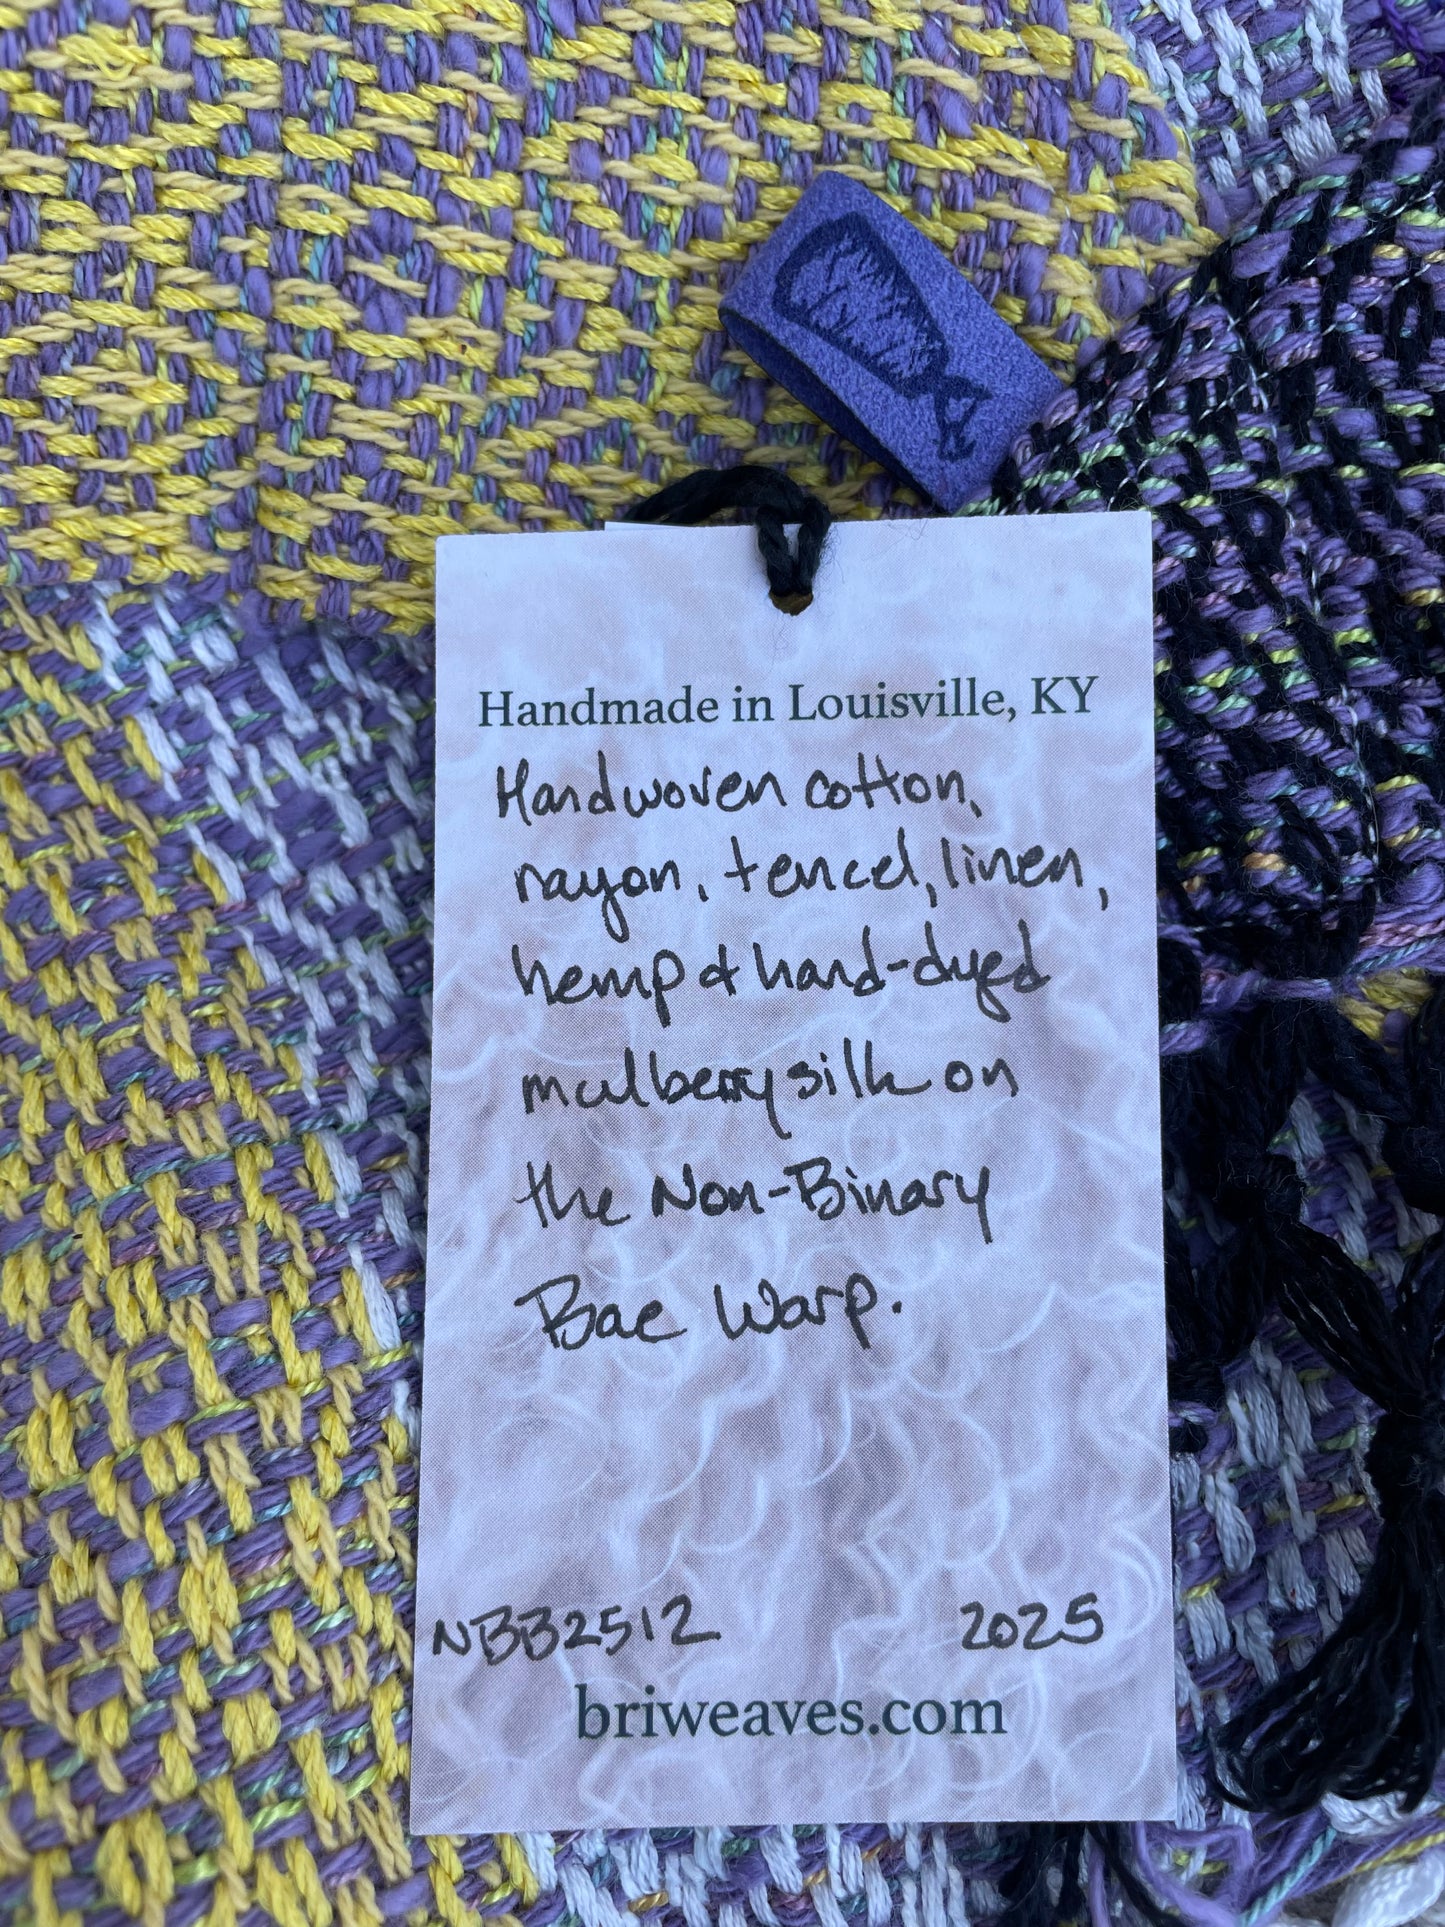 Handmade in Louisville, KY
Handwoven cotton,
rayon, tencel, linen,
hemp & hand-dyed
mulberry silk on
the Non-Binary
Bae Warp.
NBB2512 2025
briweaves.com